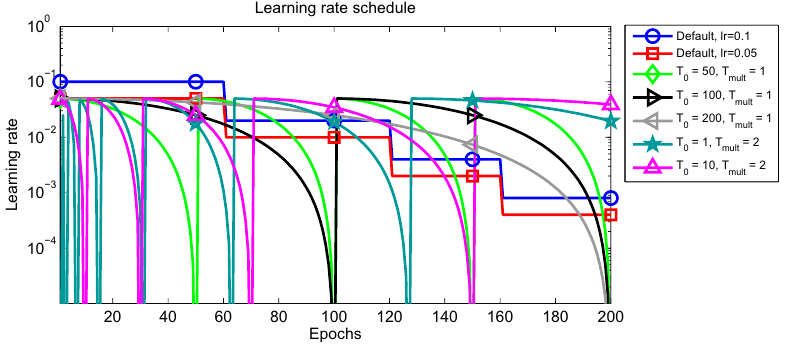 Learning rate schedule
Learning rate
10^0
10^-1
10^-2
10^-3
10^-4
20 40 60 80 100 120 140 160 180 200
Epochs
Default, lr=0.1
Default, lr=0.05
T_0 = 50, T_mult = 1
T_0 = 100, T_mult = 1
T_0 = 200, T_mult = 1
T_0 = 1, T_mult = 2
T_0 = 10, T_mult = 2